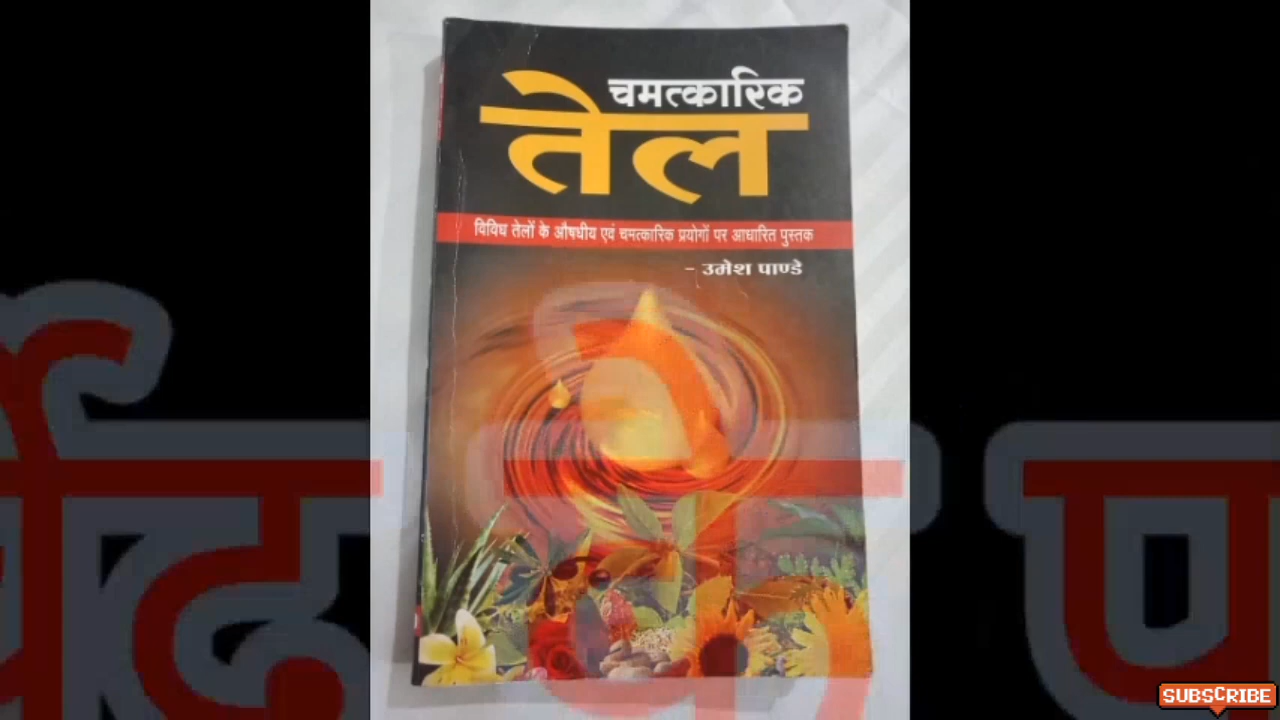 चमत्कारिक
तेल
विविध तेलों के औषधीय एवं चमत्कारिक प्रयोगों पर आधारित पुस्तक
- उमेश पाण्डे
SUBSCRIBE